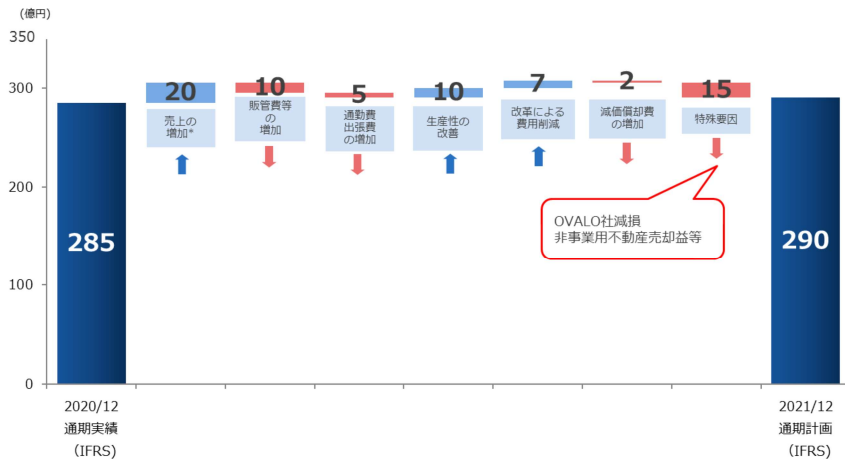 (億円)
350
300
200
100
0
285
20
売上の
増加*
10
販管費等
の
増加
5
通勤費
出張費
の増加
10
生産性の
改善
7
改革による
費用削減
2
減価償却費
の増加
15
特殊要因
OVALO社減損
非事業用不動産売却益等
290
2020/12
通期実績
(IFRS)
2021/12
通期計画
(IFRS)